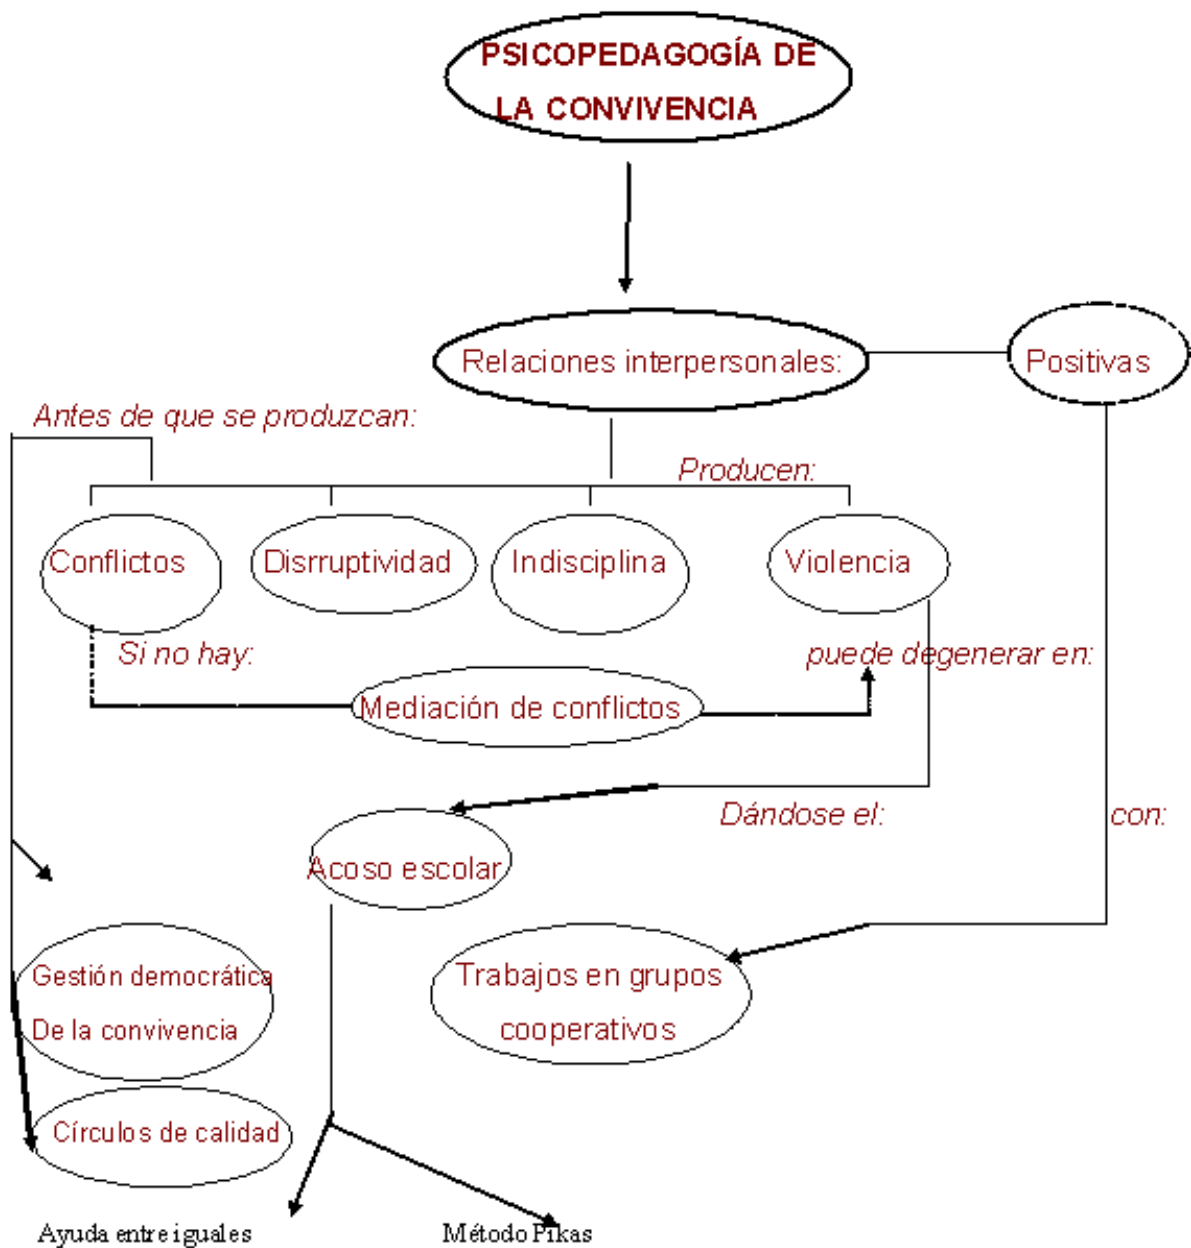 PSICOPEDAGOGÍA DE
LA CONVIVENCIA
Relaciones interpersonales:
Positivas
Antes de que se produzcan:
Producen:
Conflictos
Disrruptividad
Indisciplina
Violencia
Si no hay:
puede degenerar en:
Mediación de conflictos
Dándose el:
con:
Acoso escolar
Gestión democrática
De la convivencia
Trabajos en grupos
cooperativos
Círculos de calidad
Ayuda entre iguales
Método Pikas